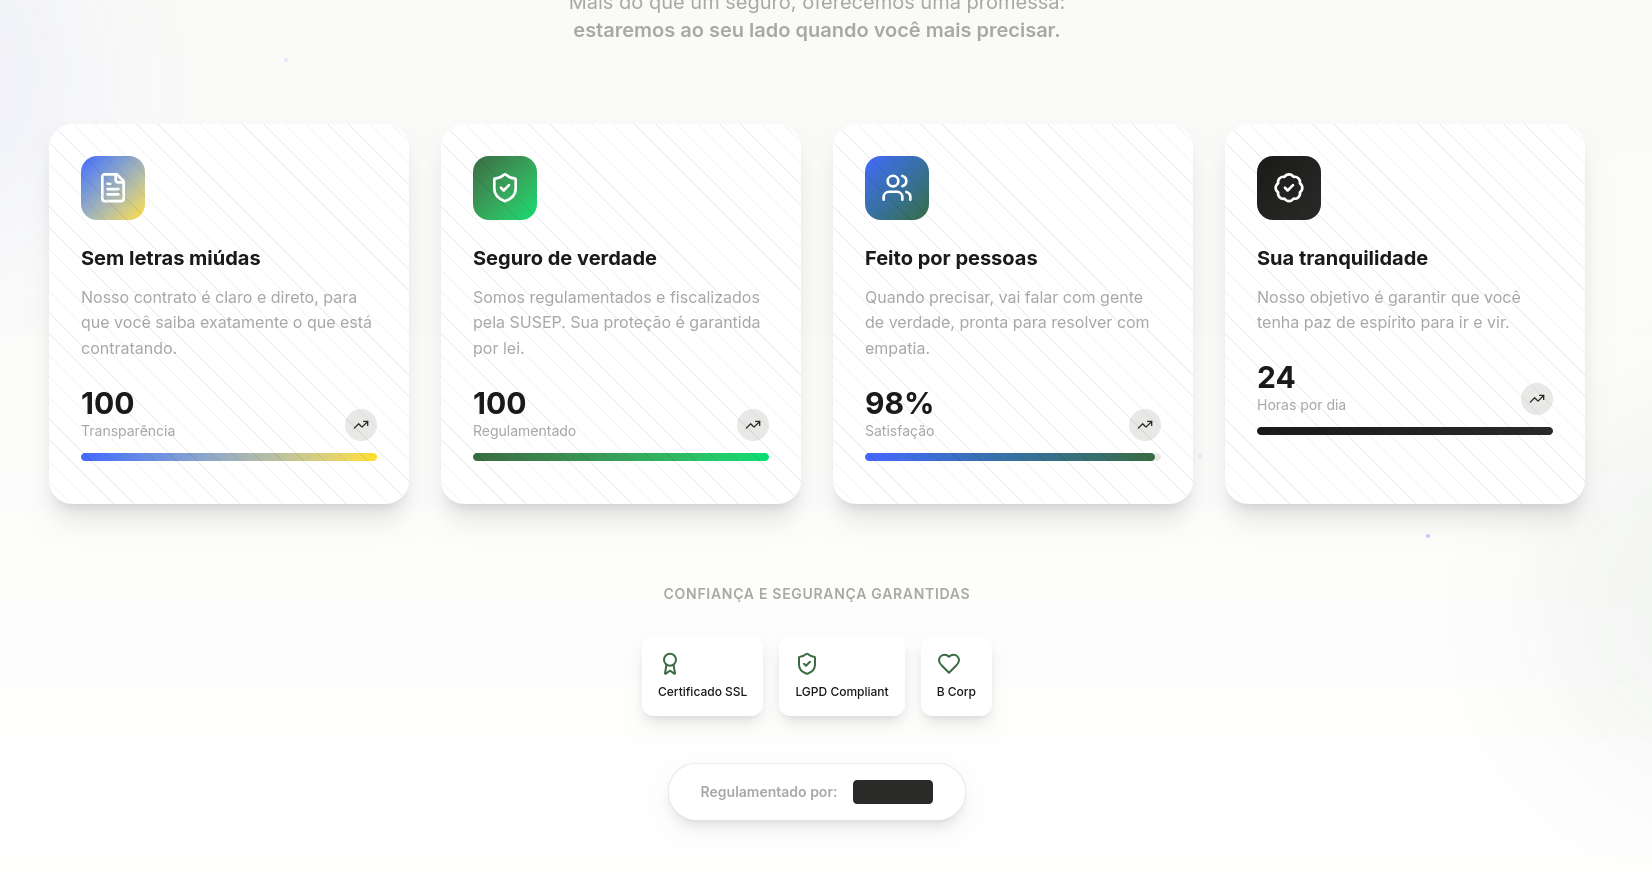 Mais do que um seguro, oferecemos uma promessa:
estaremos ao seu lado quando você mais precisar.
Sem letras miúdas
Nosso contrato é claro e direto, para
que você saiba exatamente o que está
contratando.
100
Transparência
Seguro de verdade
Somos regulamentados e fiscalizados
pela SUSEP. Sua proteção é garantida
por lei.
100
Regulamentado
Feito por pessoas
Quando precisar, vai falar com gente
de verdade, pronta para resolver com
empatia.
98%
Satisfação
Sua tranquilidade
Nosso objetivo é garantir que você
tenha paz de espírito para ir e vir.
24
Horas por dia
CONFIANÇA E SEGURANÇA GARANTIDAS
Certificado SSL
LGPD Compliant
B Corp
Regulamentado por: